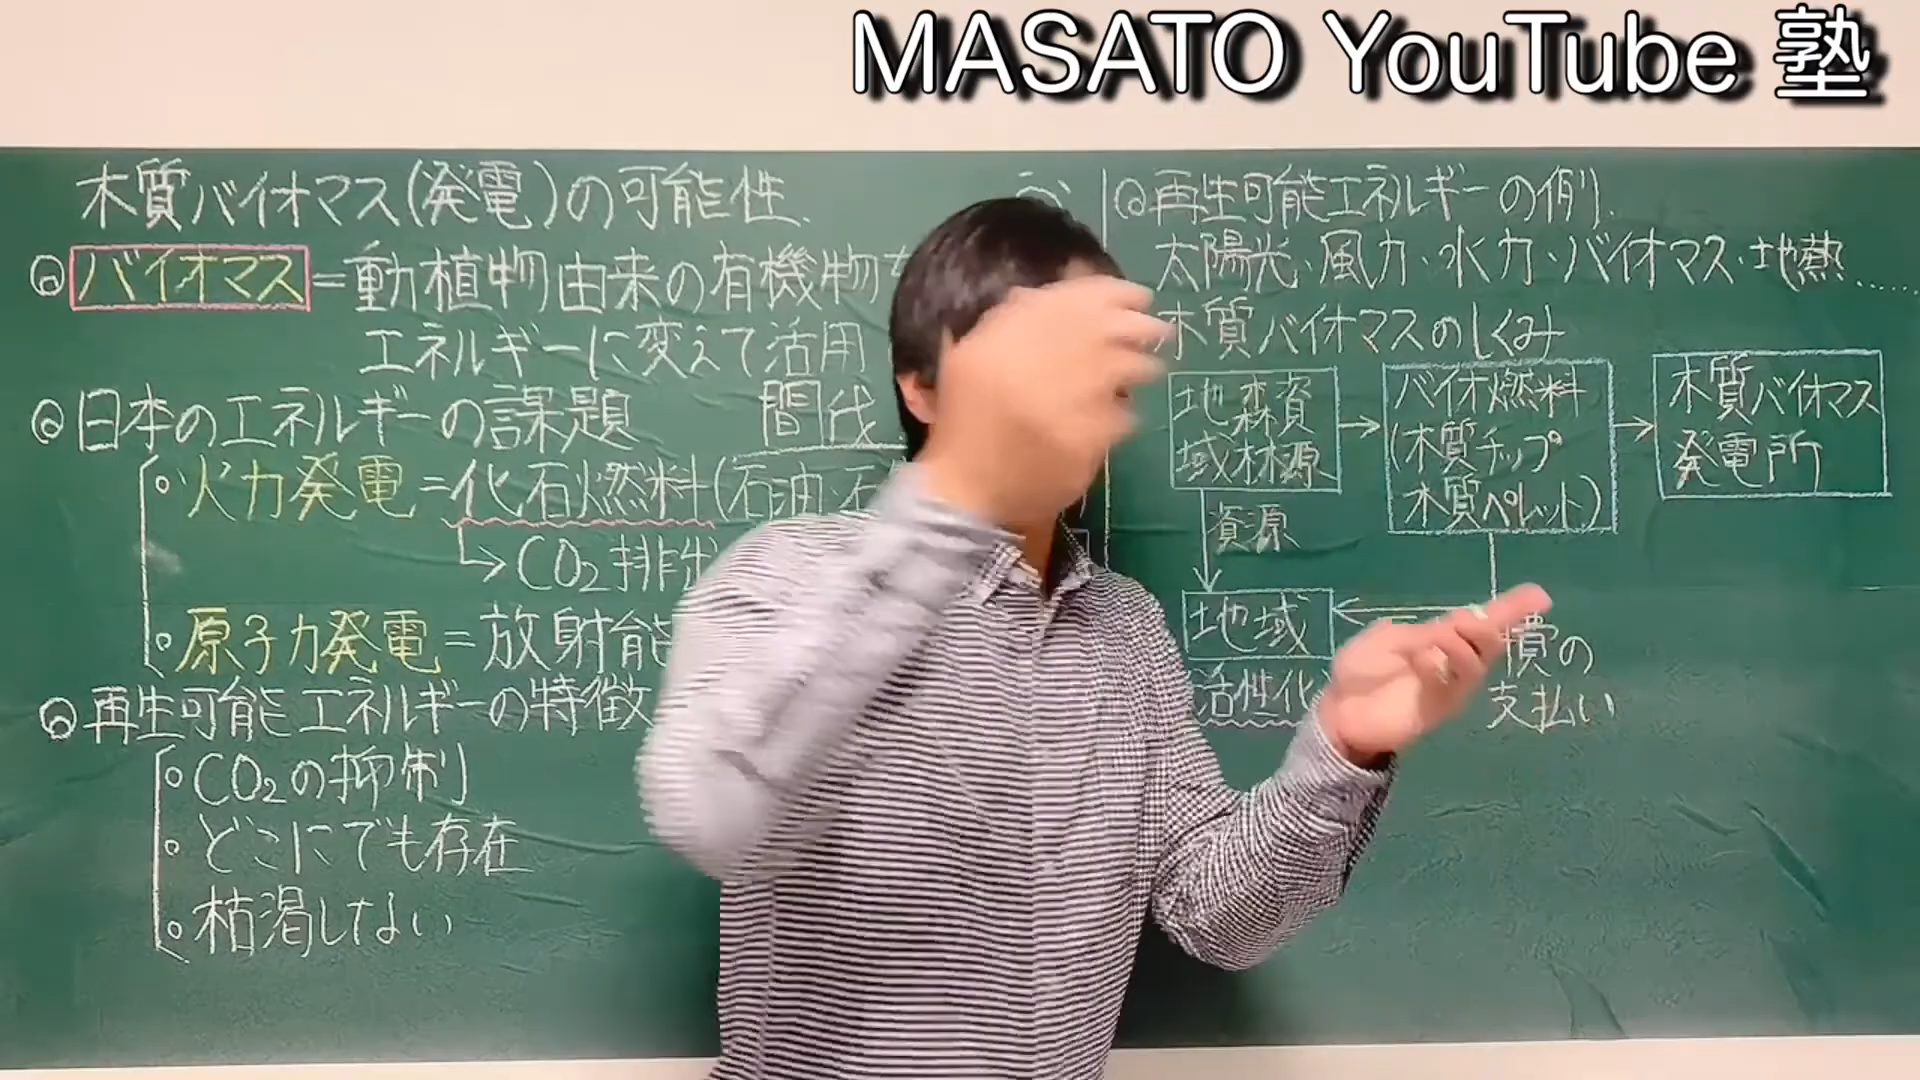 MASATO YouTube 塾
木質バイオマス(発電)の可能性
◎バイオマス=動植物由来の有機物
エネルギーに変えて活用
◎日本のエネルギーの課題
間伐
・火力発電=化石燃料(石油・石
→CO2排出
・原子力発電=放射能
◎再生可能エネルギーの特徴
・CO2の抑制
・どこにでも存在
・枯渇しない
◎再生可能エネルギーの例
太陽光・風力・水力・バイオマス・地熱……
木質バイオマスのしくみ
地域森林資源
→
バイオ燃料
(木質チップ
木質ペレット)
→
木質バイオマス
発電所
資源
地域
活性化
費の
支払い